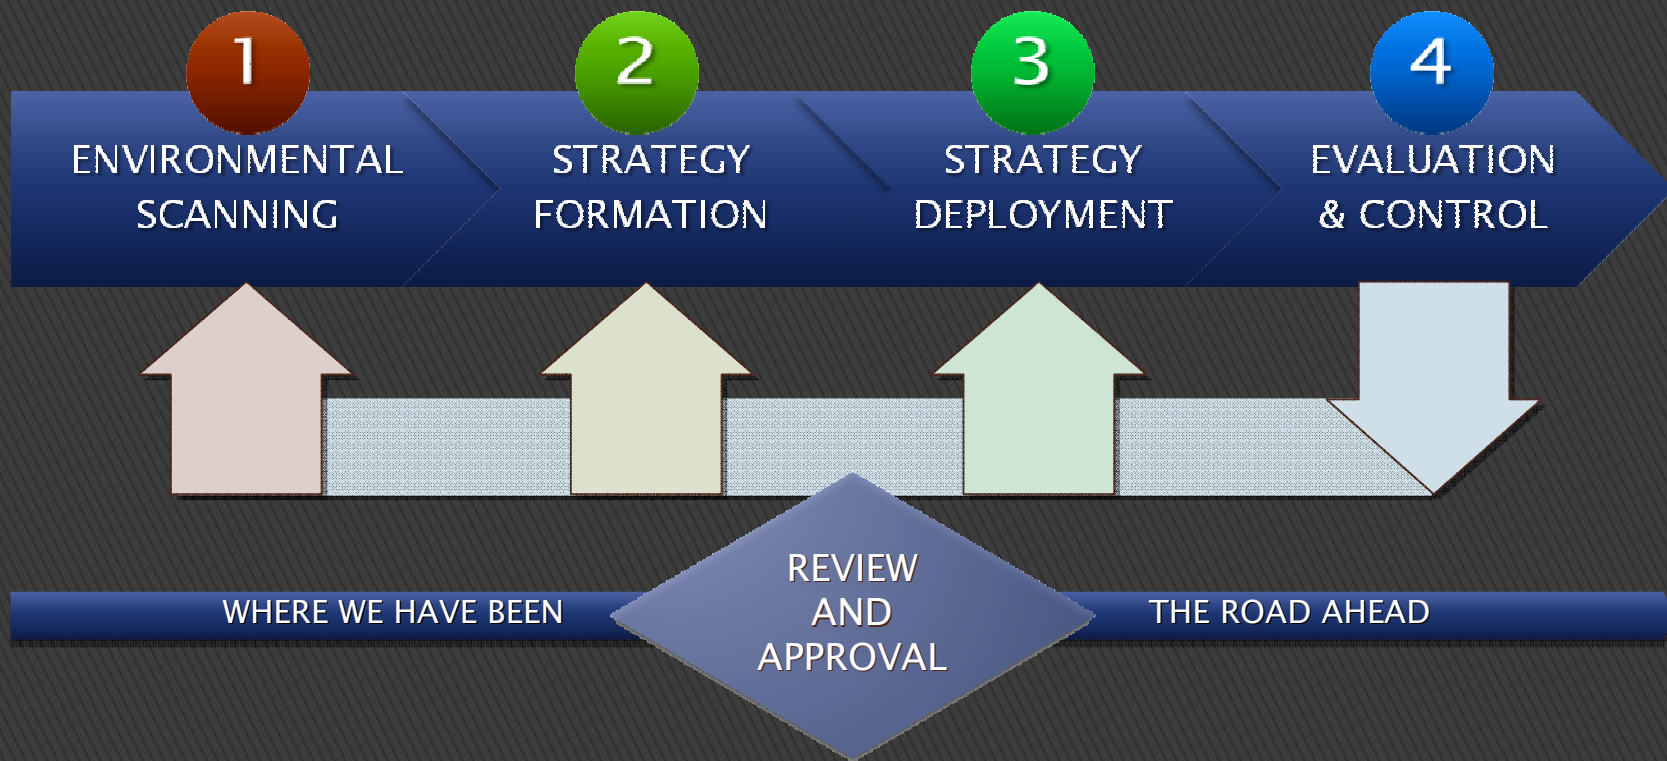 1
ENVIRONMENTAL
SCANNING
2
STRATEGY
FORMATION
3
STRATEGY
DEPLOYMENT
4
EVALUATION
& CONTROL
WHERE WE HAVE BEEN
REVIEW
AND
APPROVAL
THE ROAD AHEAD